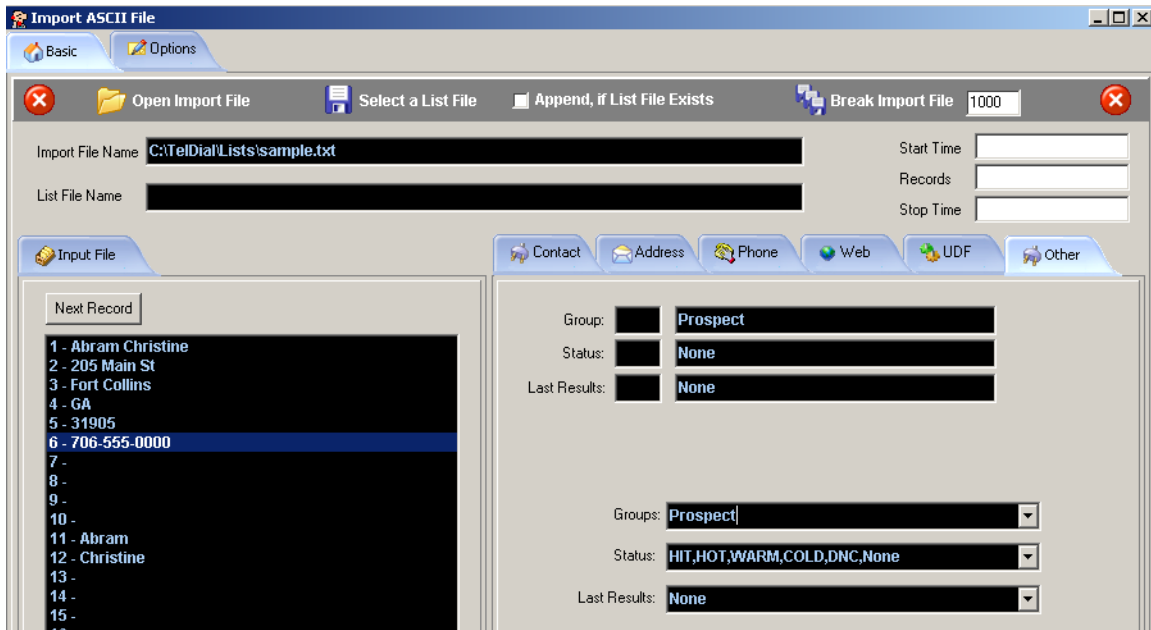 Import ASCII File
Basic Options
Open Import File Select a List File Append, if List File Exists Break Import File 1000
Import File Name C:\TelDial\Lists\sample.txt Start Time
Records
List File Name Stop Time
Input File Contact Address Phone Web UDF Other
Next Record
1 - Abram Christine
2 - 205 Main St
3 - Fort Collins
4 - GA
5 - 31905
6 - 706-555-0000
7 -
8 -
9 -
10 -
11 - Abram
12 - Christine
13 -
14 -
15 -
Group: Prospect
Status: None
Last Results: None
Groups: Prospect
Status: HIT,HOT,WARM,COLD,DNC,None
Last Results: None